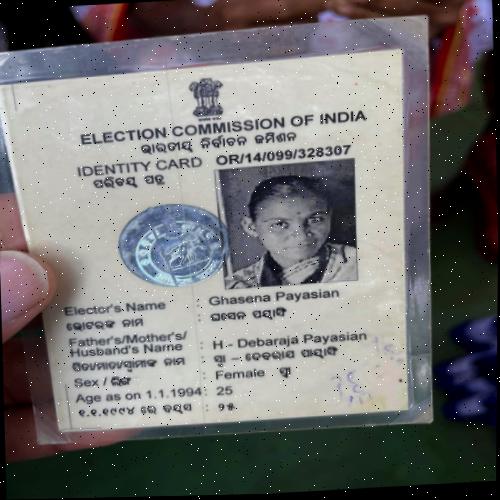 ELECTION COMMISSION OF INDIA
ଭାରତୀୟ ନିର୍ବାଚନ କମିଶନ
IDENTITY CARD OR/14/099/328307
ପରିଚୟ ପତ୍ର
Elector's Name : Ghasena Payasian
ଭୋଟରଙ୍କ ନାମ : ଘସେନ ପୟାସି
Father's/Mother's/
Husband's Name : H - Debaraja Payasian
ପିତା/ମାତା/ସ୍ୱାମୀଙ୍କ ନାମ ସ୍ୱା – ଦେବରାଜ ପାୟାସି
Sex / ଲିଙ୍ଗ : Female ସ୍ତ୍ରୀ
Age as on 1.1.1994 : 25
୧.୧.୧୯୯୪ ରେ ବୟସ : ୨୫